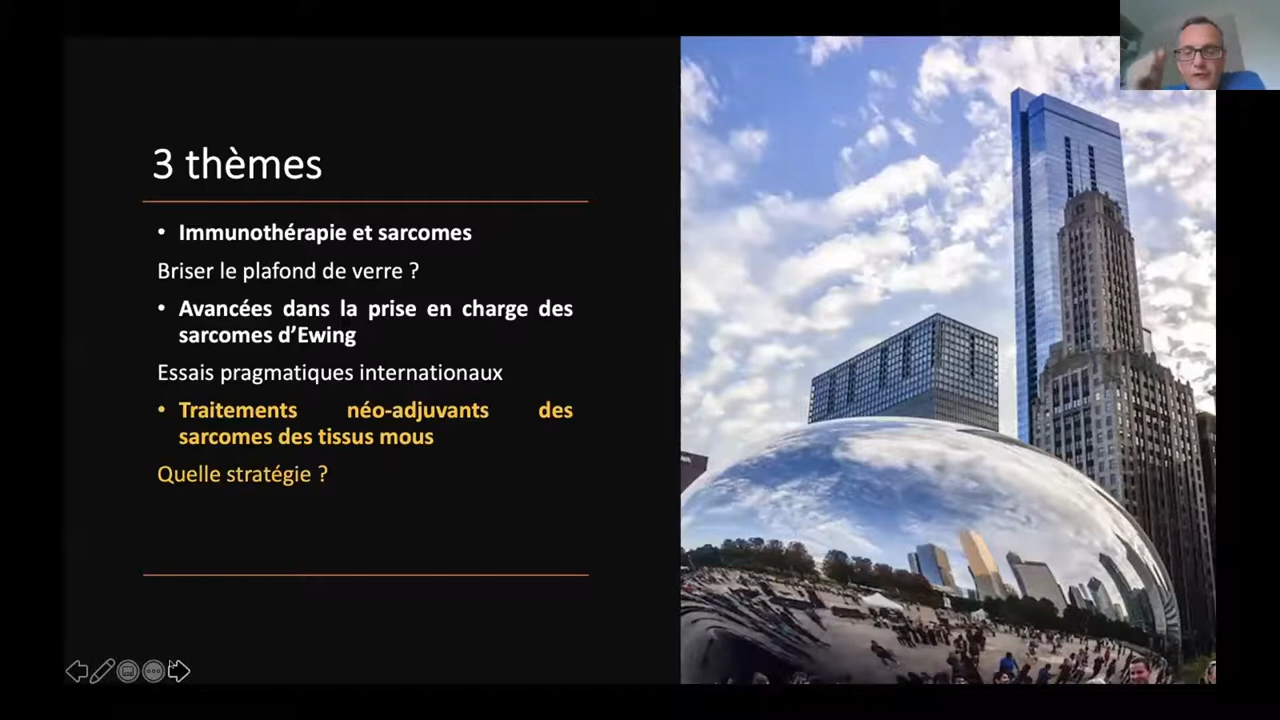 3 thèmes
• Immunothérapie et sarcomes
Briser le plafond de verre ?
• Avancées dans la prise en charge des
sarcomes d’Ewing
Essais pragmatiques internationaux
• Traitements néo-adjuvants des
sarcomes des tissus mous
Quelle stratégie ?